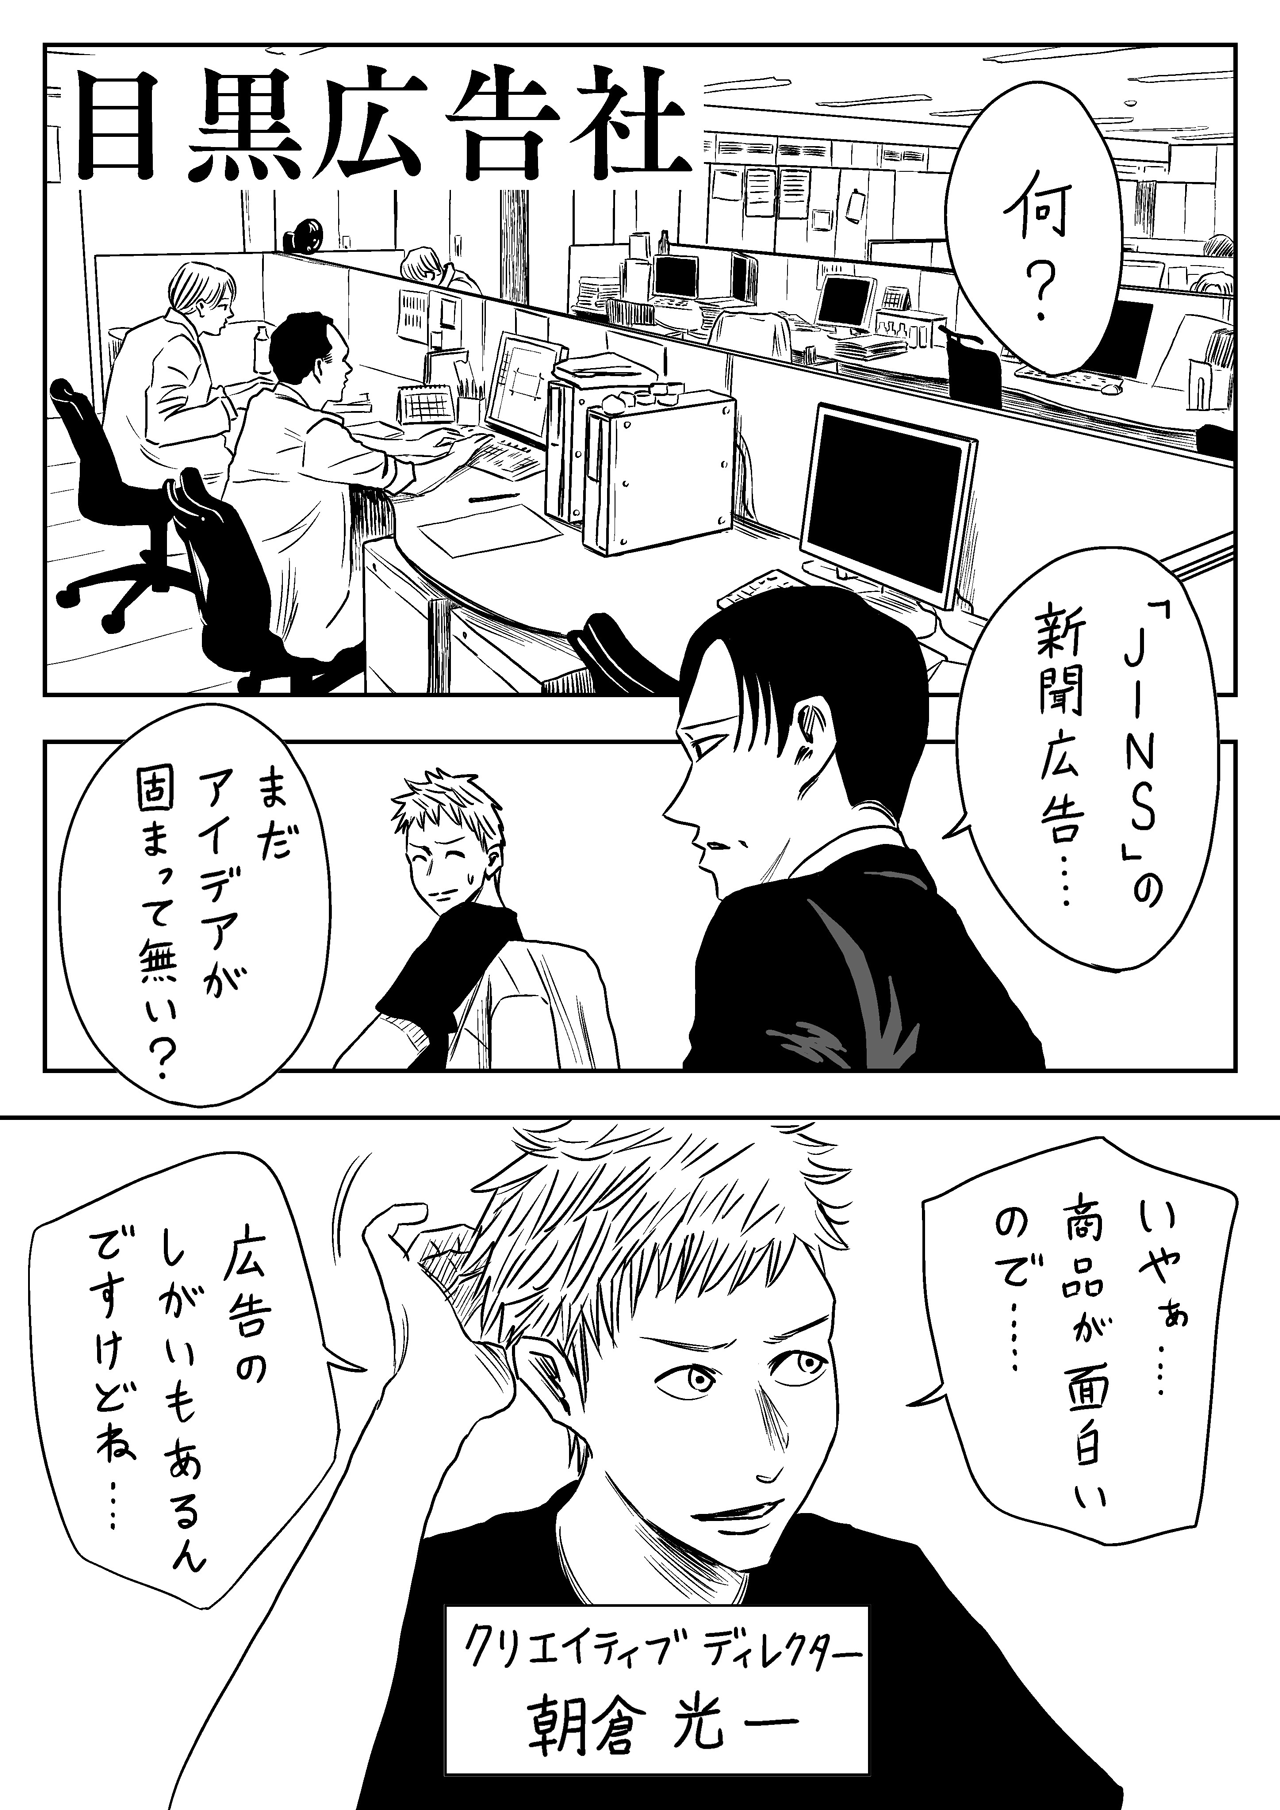 目黒広告社
何？
「JINS」の
新聞広告…‥
まだ
アイデアが
固まって無い？
いやぁ…‥
商品が面白い
ので…‥
広告の
しがいもあるん
ですけどね…‥
クリエイティブ ディレクター
朝倉 光一